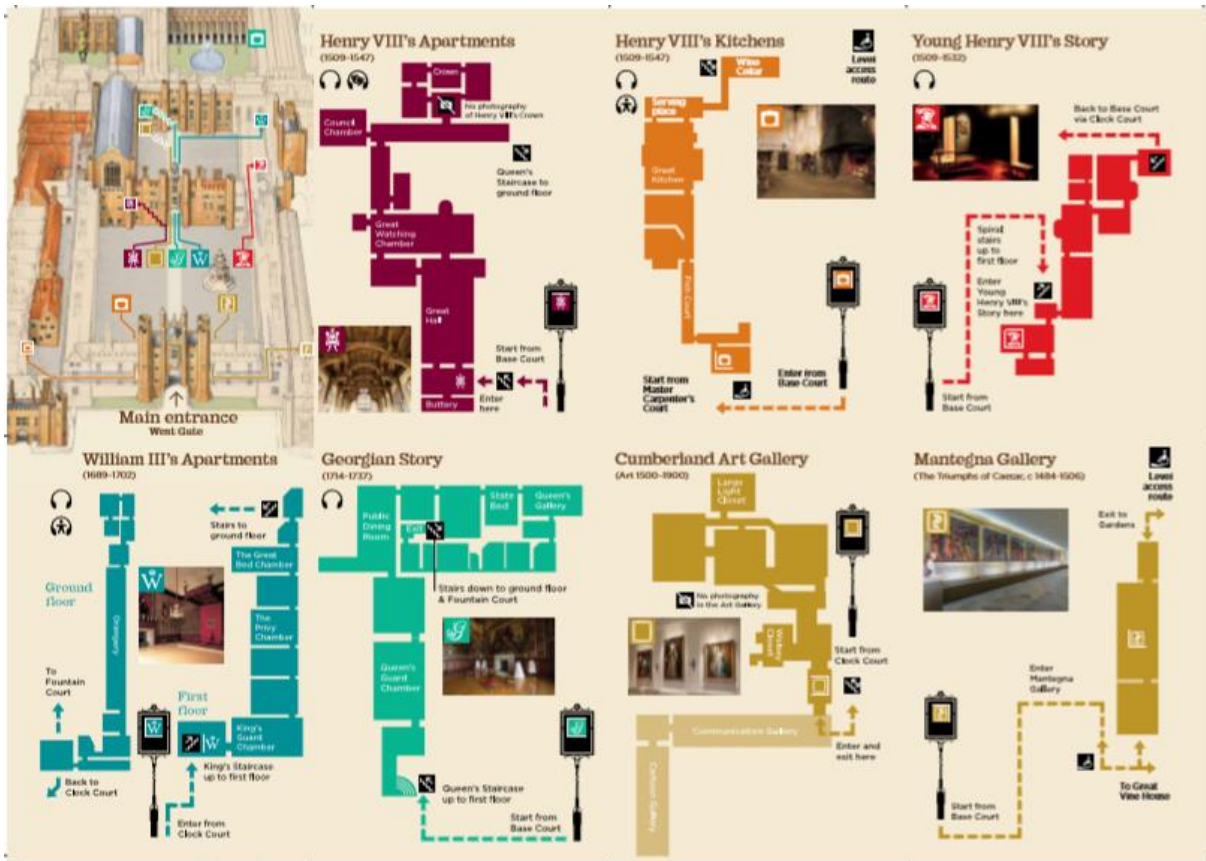 Main entrance
West Gate
Henry VIII's Apartments
(1509-1547)
Crown
No photography
of Henry VIII's Crown
Council
Chamber
Queen's
Staircase to
ground floor
Great
Watching
Chamber
Great
Hall
Start from
Base Court
Enter
here
Buttery
Henry VIII's Kitchens
(1509-1547)
Level
access
route
Wine
Cellar
Serving
place
Great
Kitchen
Fish Court
Start from
Master
Carpenter's
Court
Enter from
Base Court
Young Henry VIII's Story
(1509-1532)
Back to Base Court
via Clock Court
Spiral
stairs
up to
first floor
Enter
Young
Henry VIII's
Story here
Start from
Base Court
William III's Apartments
(1689-1702)
Stairs to
ground floor
The Great
Bed Chamber
Ground
floor
Orangery
W
The
Privy
Chamber
To
Fountain
Court
First
floor
W
W
King's
Guard
Chamber
King's Staircase
up to first floor
Back to
Clock Court
Enter from
Clock Court
Georgian Story
(1714-1737)
Public
Dining
Room
State
Bed
Queen's
Gallery
Exit
Stairs down to ground floor
& Fountain Court
G
Queen's
Guard
Chamber
G
Queen's Staircase
up to first floor
Start from
Base Court
Cumberland Art Gallery
(Art 1500-1900)
Large
Light
Closet
No photography
in the Art Gallery
Wolsey
Closet
Start from
Clock Court
Communication Gallery
Enter and
exit here
Cartoon Gallery
Mantegna Gallery
(The Triumphs of Caesar, c 1484-1506)
Level
access
route
Exit to
Gardens
Enter
Mantegna
Gallery
Start from
Base Court
To Great
Vine House